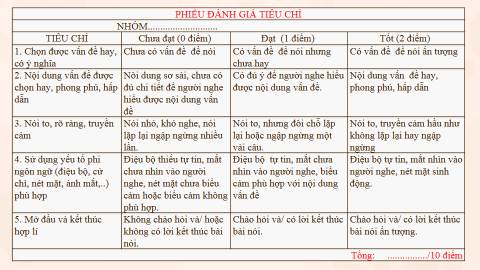 PHIẾU ĐÁNH GIÁ TIÊU CHÍ
NHÓM............................
TIÊU CHÍ
Chưa đạt (0 điểm)
Đạt (1 điểm)
Tốt (2 điểm)
1. Chọn được vấn đề hay,
có ý nghĩa
Chưa có vấn đề để nói
Có vấn đề để nói nhưng
chưa hay
Có vấn đề để nói ấn tượng
2. Nội dung vấn đề được
chọn hay, phong phú, hấp
dẫn
Nôi dung sơ sài, chưa có
đủ chi tiết để người nghe
hiểu được nội dung vấn
đề
Có đủ ý để người nghe hiểu
được nội dung vấn đề.
Nội dung vấn đề hay,
phong phú, hấp dẫn
3. Nói to, rõ ràng, truyền
cảm
Nói nhỏ, khó nghe, nói
lặp lại ngập ngừng nhiều
lần.
Nói to, nhưng đôi chỗ lặp
lại hoặc ngập ngừng một
vài câu.
Nói to, truyền cảm hầu như
không lặp lại hay ngập
ngừng
4. Sử dụng yếu tố phi
ngôn ngữ (điệu bộ, cử
chỉ, nét mặt, ánh mắt,..)
phù hợp
Điệu bộ thiếu tự tin, mắt
chưa nhìn vào người
nghe, nét mặt chưa biểu
cảm hoặc biểu cảm không
phù hợp.
Điệu bộ tự tin, mắt chưa
nhìn vào người nghe, biểu
cảm phù hợp với nội dung
vấn đề
Điệu bộ tự tin, mắt nhìn vào
người nghe, nét mặt sinh
động.
5. Mở đầu và kết thúc
hợp lí
Không chào hỏi và/ hoặc
không có lời kết thúc bài
nói.
Chào hỏi và/ có lời kết thúc
bài nói.
Chào hỏi và/ có lời kết thúc
bài nói ấn tượng.
Tổng: ................/10 điểm